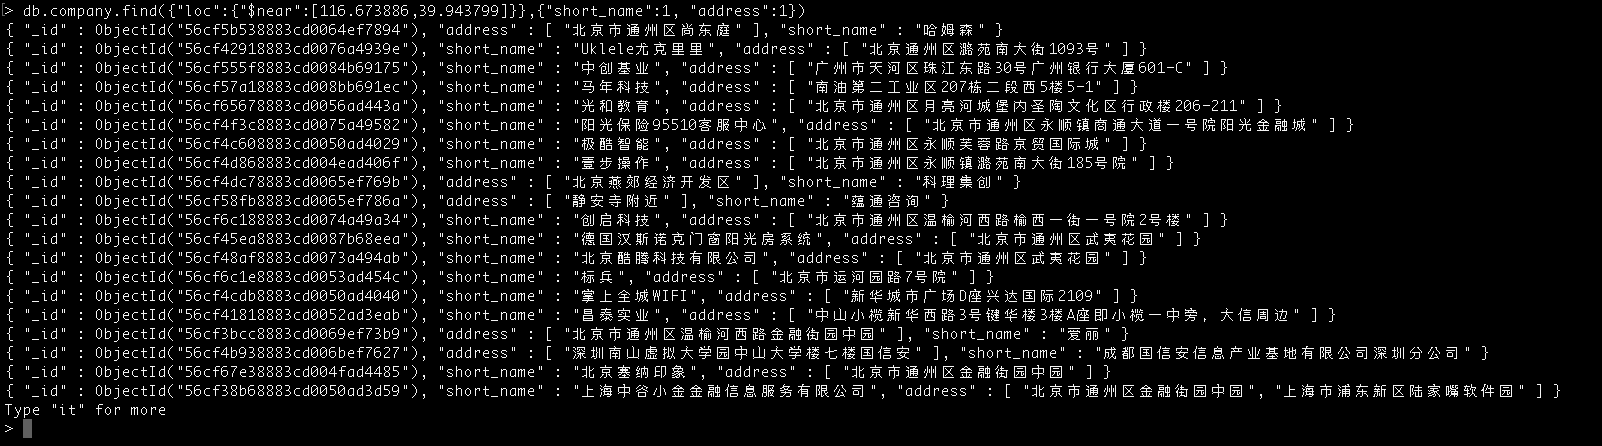 > db.company.find({"loc":{"$near":[116.673886,39.943799]}},{"short_name":1, "address":1})
{ "_id" : ObjectId("56cf5b538883cd0064ef7894"), "address" : [ "北京市通州区尚东庭" ], "short_name" : "哈姆森" }
{ "_id" : ObjectId("56cf42918883cd0076a4939e"), "short_name" : "Uklele尤克里里", "address" : [ "北京通州区潞苑南大街1093号" ] }
{ "_id" : ObjectId("56cf555f8883cd0084b69175"), "short_name" : "中创基业", "address" : [ "广州市天河区珠江东路30号广州银行大厦601-C" ] }
{ "_id" : ObjectId("56cf57a18883cd008bb691ec"), "short_name" : "马年科技", "address" : [ "南油第二工业区207栋二段西5楼5-1" ] }
{ "_id" : ObjectId("56cf65678883cd0056ad443a"), "short_name" : "光和教育", "address" : [ "北京市通州区月亮河城堡内圣陶文化区行政楼206-211" ] }
{ "_id" : ObjectId("56cf4f3c8883cd0075a49582"), "short_name" : "阳光保险95510客服中心", "address" : [ "北京市通州区永顺镇商通大道一号院阳光金融城" ] }
{ "_id" : ObjectId("56cf4c608883cd0050ad4029"), "short_name" : "极酷智能", "address" : [ "北京市通州区永顺芙蓉路京贸国际城" ] }
{ "_id" : ObjectId("56cf4d868883cd004ead406f"), "short_name" : "壹步操作", "address" : [ "北京市通州区永顺镇潞苑南大街185号院" ] }
{ "_id" : ObjectId("56cf4dc78883cd0065ef769b"), "address" : [ "北京燕郊经济开发区" ], "short_name" : "科理集创" }
{ "_id" : ObjectId("56cf58fb8883cd0065ef786a"), "address" : [ "静安寺附近" ], "short_name" : "蕴通咨询" }
{ "_id" : ObjectId("56cf6c188883cd0074a49a34"), "short_name" : "创启科技", "address" : [ "北京市通州区温榆河西路榆西一街一号院2号楼" ] }
{ "_id" : ObjectId("56cf45ea8883cd0087b68eea"), "short_name" : "德国汉斯诺克门窗阳光房系统", "address" : [ "北京市通州区武夷花园" ] }
{ "_id" : ObjectId("56cf48af8883cd0073a494ab"), "short_name" : "北京酷腾科技有限公司", "address" : [ "北京市通州区武夷花园" ] }
{ "_id" : ObjectId("56cf6c1e8883cd0053ad454c"), "short_name" : "标兵", "address" : [ "北京市运河园路7号院" ] }
{ "_id" : ObjectId("56cf4cdb8883cd0050ad4040"), "short_name" : "掌上全城WIFI", "address" : [ "新华城市广场D座兴达国际2109" ] }
{ "_id" : ObjectId("56cf41818883cd0052ad3eab"), "short_name" : "昌泰实业", "address" : [ "中山小榄新华西路3号键华楼3楼A座即小榄一中旁，大信周边" ] }
{ "_id" : ObjectId("56cf3bcc8883cd0069ef73b9"), "address" : [ "北京市通州区温榆河西路金融街园中园" ], "short_name" : "爱丽" }
{ "_id" : ObjectId("56cf4b938883cd006bef7627"), "address" : [ "深圳南山虚拟大学园中山大学楼七楼国信安" ], "short_name" : "成都国信安信息产业基地有限公司深圳分公司" }
{ "_id" : ObjectId("56cf67e38883cd004fad4485"), "short_name" : "北京塞纳印象", "address" : [ "北京市通州区金融街园中园" ] }
{ "_id" : ObjectId("56cf38b68883cd0050ad3d59"), "short_name" : "上海中谷小金金融信息服务有限公司", "address" : [ "北京市通州区金融街园中园", "上海市浦东新区陆家嘴软件园" ] }
Type "it" for more
>